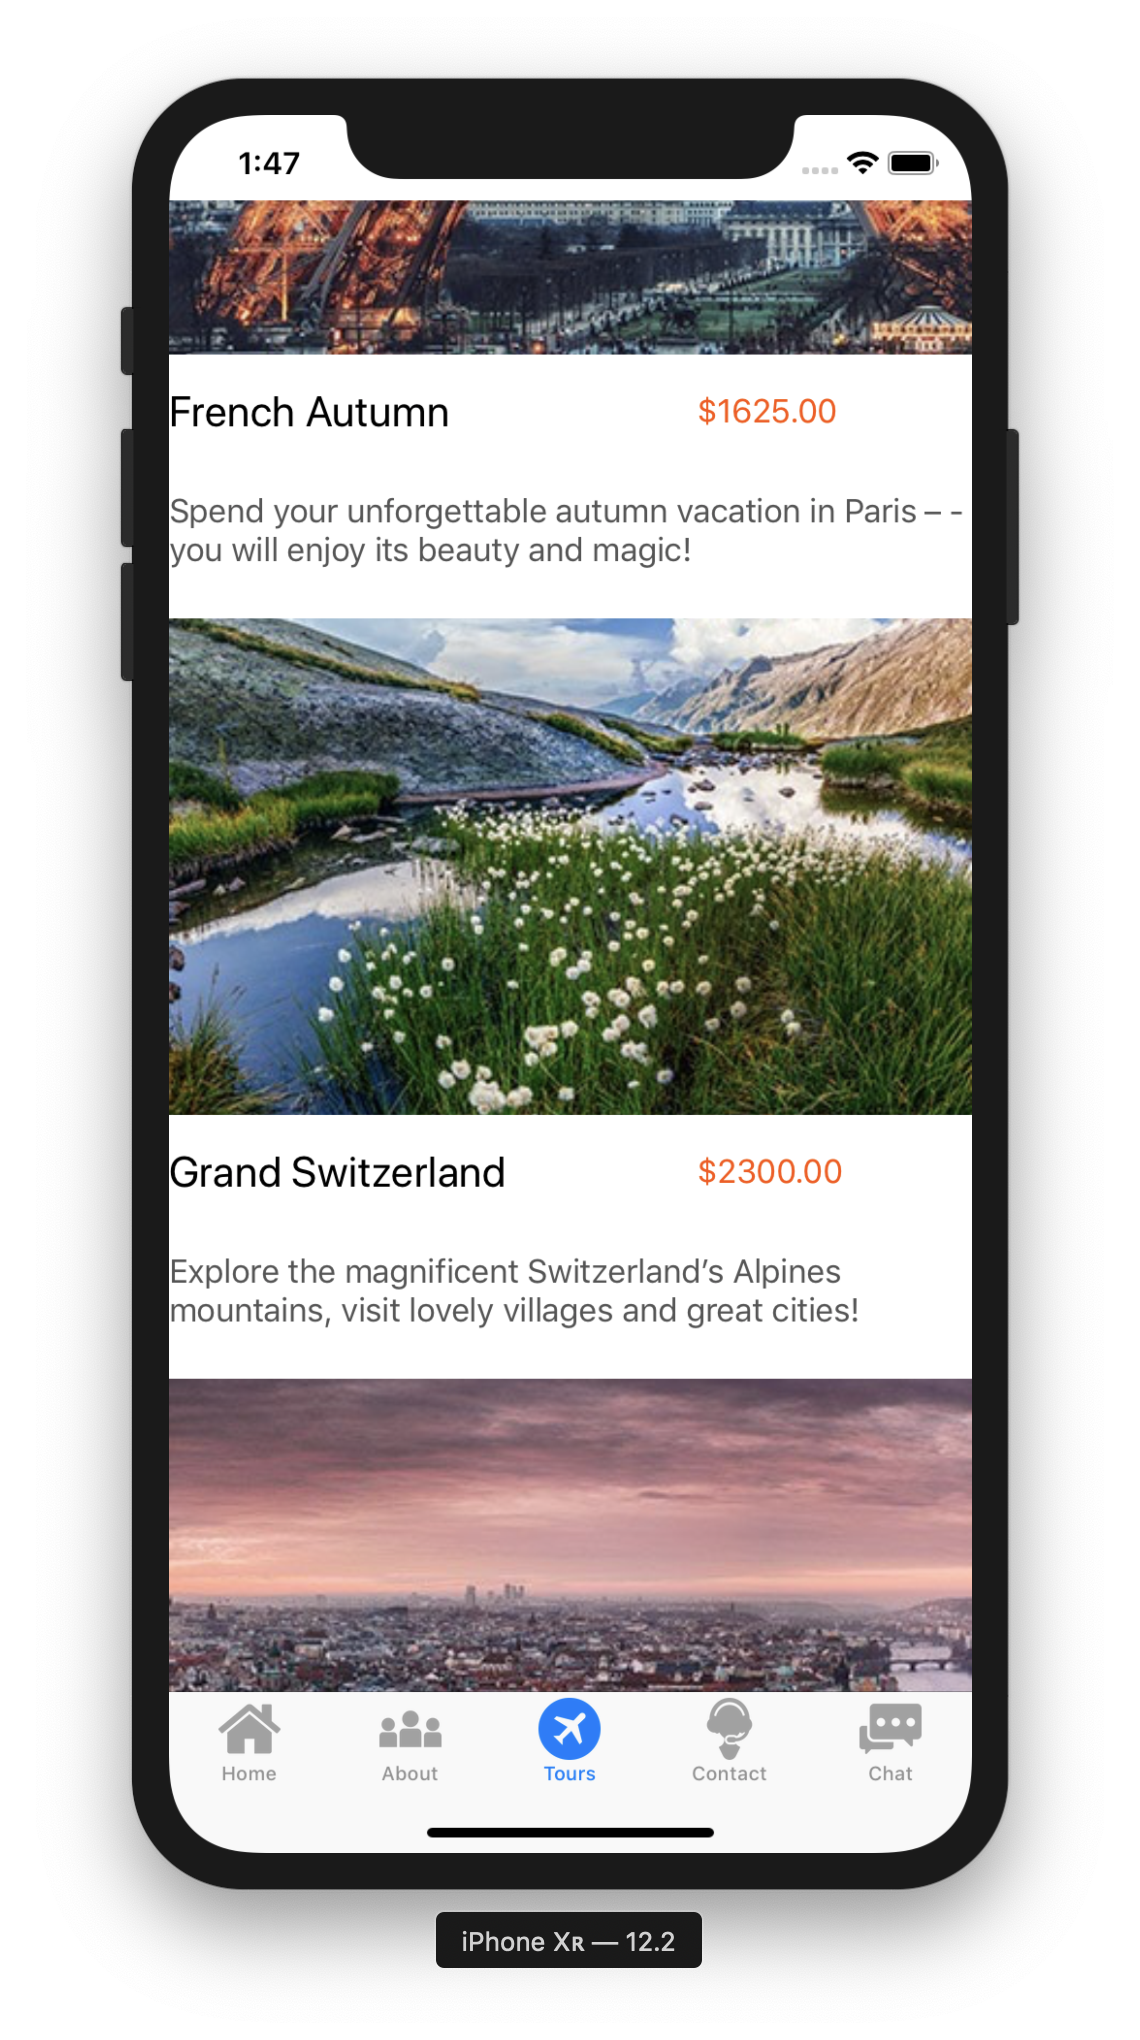 1:47
French Autumn $1625.00
Spend your unforgettable autumn vacation in Paris – -
you will enjoy its beauty and magic!
Grand Switzerland $2300.00
Explore the magnificent Switzerland’s Alpines
mountains, visit lovely villages and great cities!
Home About Tours Contact Chat
iPhone Xʀ — 12.2